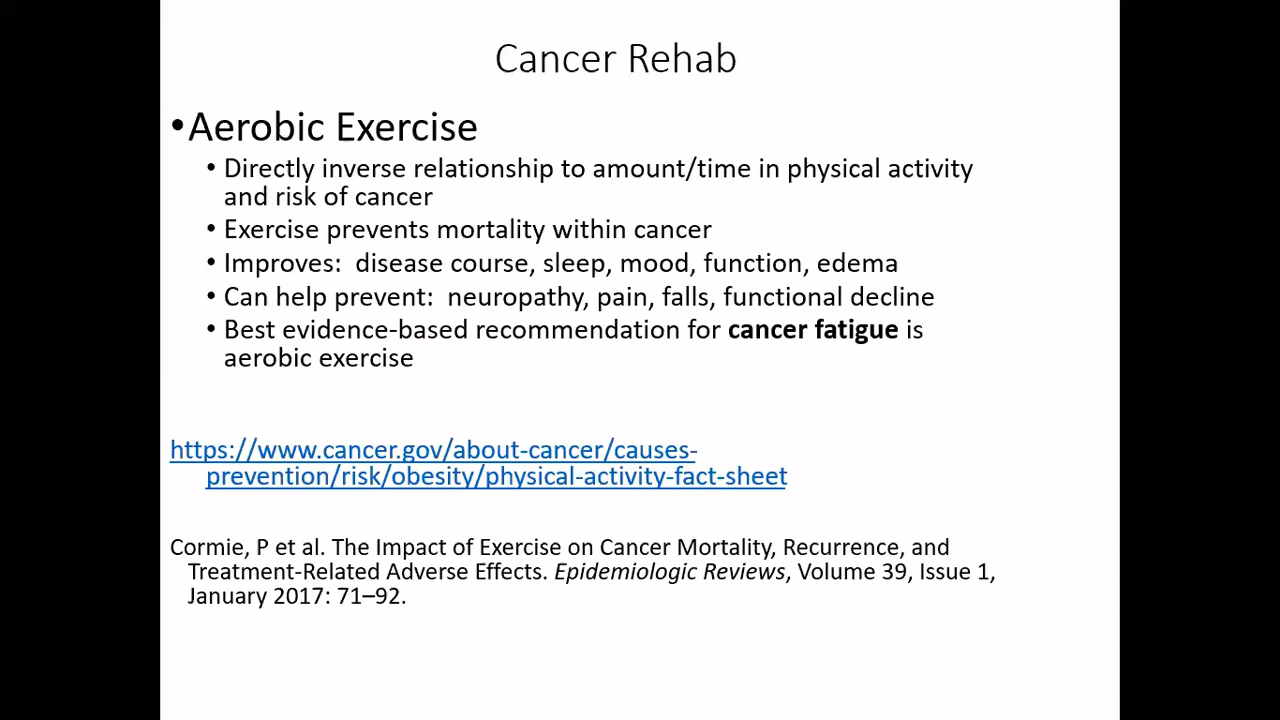 Cancer Rehab
•Aerobic Exercise
• Directly inverse relationship to amount/time in physical activity
and risk of cancer
• Exercise prevents mortality within cancer
• Improves:  disease course, sleep, mood, function, edema
• Can help prevent:  neuropathy, pain, falls, functional decline
• Best evidence-based recommendation for cancer fatigue is
aerobic exercise
https://www.cancer.gov/about-cancer/causes-
prevention/risk/obesity/physical-activity-fact-sheet
Cormie, P et al. The Impact of Exercise on Cancer Mortality, Recurrence, and
Treatment-Related Adverse Effects. Epidemiologic Reviews, Volume 39, Issue 1,
January 2017: 71–92.